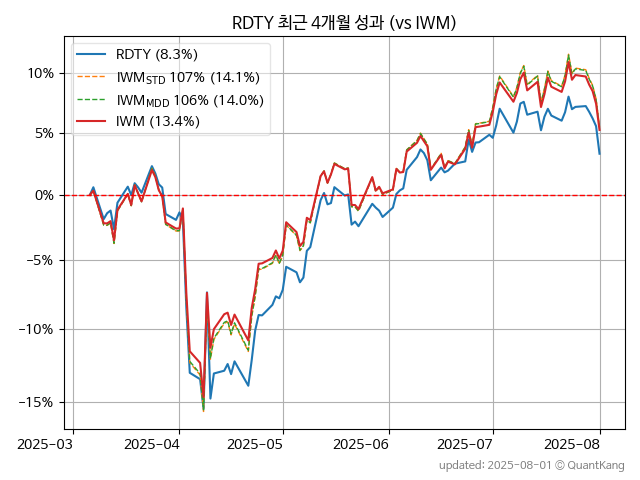 RDTY 최근 4개월 성과 (vs IWM)
RDTY (8.3%)
IWM_STD 107% (14.1%)
IWM_MDD 106% (14.0%)
IWM (13.4%)
10%
5%
0%
−5%
−10%
−15%
2025-03
2025-04
2025-05
2025-06
2025-07
2025-08
updated: 2025-08-01 © QuantKang